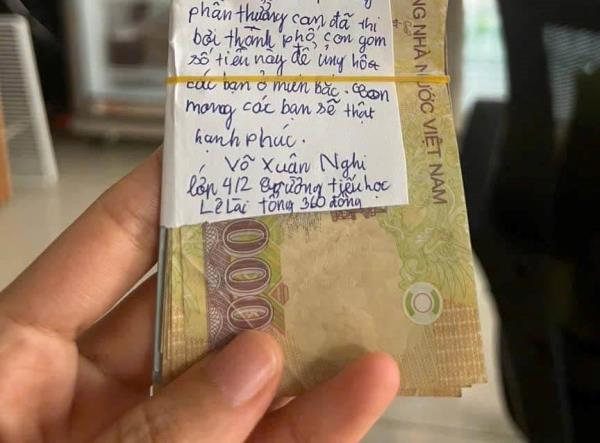 phần thưởng con đã thi
bơi thành phố, con gom
số tiền này để ủng hộ
các bạn ở miền bắc. Con
mong các bạn sẽ thật
hạnh phúc.
Võ Xuân Nghi
lớp 4/2 trường tiểu học
Lê Lai tổng 360 đồng
NG NHÀ NƯỚC VIỆT NAM
000